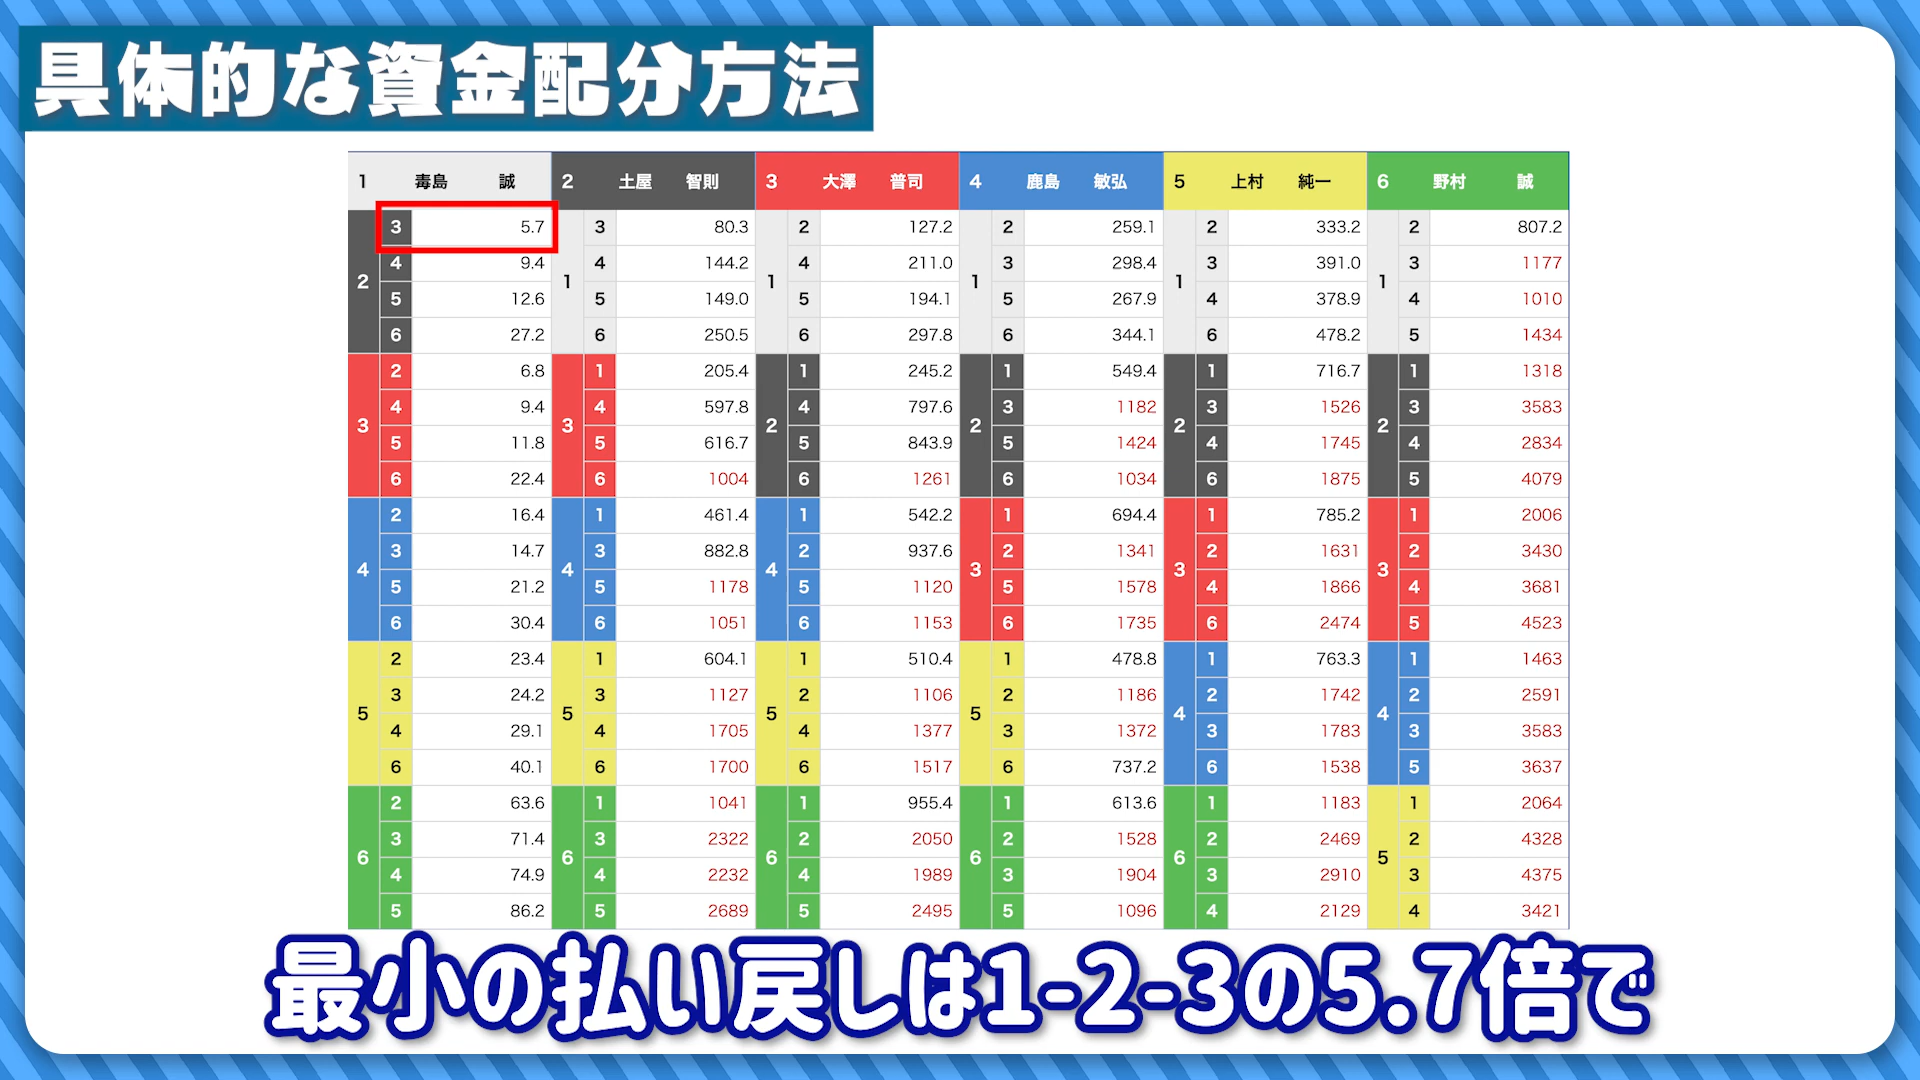 具体的な資金配分方法
1 毒島 誠 2 土屋 智則 3 大澤 普司 4 鹿島 敏弘 5 上村 純一 6 野村 誠
3 5.7 3 80.3 2 127.2 2 259.1 2 333.2 2 807.2
4 9.4 4 144.2 4 211.0 3 298.4 3 391.0 3 1177
2 1 1 1 1 1
5 12.6 5 149.0 5 194.1 5 267.9 4 378.9 4 1010
6 27.2 6 250.5 6 297.8 6 344.1 6 478.2 5 1434
2 6.8 1 205.4 1 245.2 1 549.4 1 716.7 1 1318
4 9.4 4 597.8 4 797.6 3 1182 3 1526 3 3583
3 3 2 2 2 2
5 11.8 5 616.7 5 843.9 5 1424 4 1745 4 2834
6 22.4 6 1004 6 1261 6 1034 6 1875 5 4079
2 16.4 1 461.4 1 542.2 1 694.4 1 785.2 1 2006
3 14.7 3 882.8 2 937.6 2 1341 2 1631 2 3430
4 4 4 3 3 3
5 21.2 5 1178 5 1120 5 1578 4 1866 4 3681
6 30.4 6 1051 6 1153 6 1735 6 2474 5 4523
2 23.4 1 604.1 1 510.4 1 478.8 1 763.3 1 1463
3 24.2 3 1127 2 1106 2 1186 2 1742 2 2591
5 5 5 5 4 4
4 29.1 4 1705 4 1377 3 1372 3 1783 3 3583
6 40.1 6 1700 6 1517 6 737.2 6 1538 5 3637
2 63.6 1 1041 1 955.4 1 613.6 1 1183 1 2064
3 71.4 3 2322 2 2050 2 1528 2 2469 2 4328
6 6 6 6 6 5
4 74.9 4 2232 4 1989 3 1904 3 2910 3 4375
5 86.2 5 2689 5 2495 5 1096 4 2129 4 3421
最小の払い戻しは1-2-3の5.7倍で